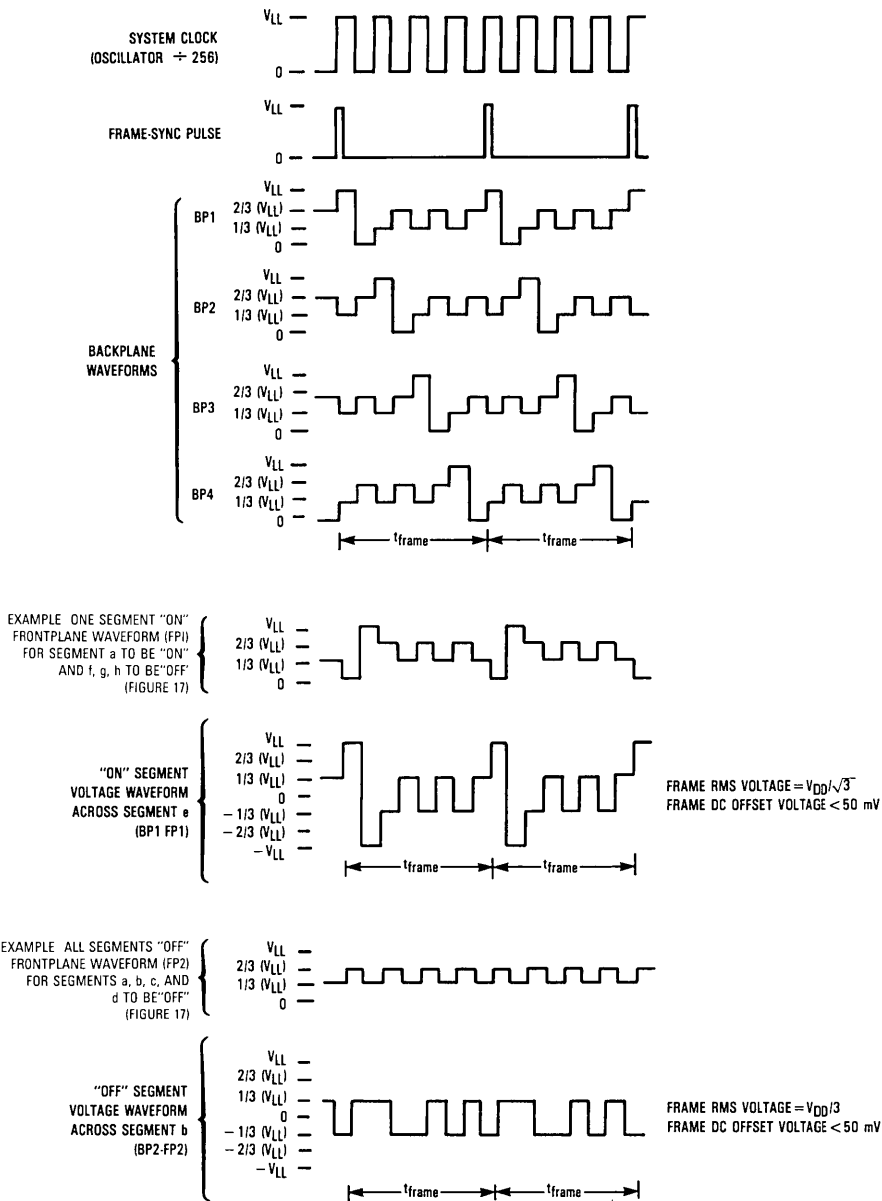 SYSTEM CLOCK
(OSCILLATOR ÷ 256)
VLL
0
FRAME-SYNC PULSE
VLL
0
BACKPLANE
WAVEFORMS
BP1
VLL
2/3 (VLL)
1/3 (VLL)
0
BP2
VLL
2/3 (VLL)
1/3 (VLL)
0
BP3
VLL
2/3 (VLL)
1/3 (VLL)
0
BP4
VLL
2/3 (VLL)
1/3 (VLL)
0
tframe
tframe
EXAMPLE ONE SEGMENT "ON"
FRONTPLANE WAVEFORM (FPI)
FOR SEGMENT a TO BE "ON"
AND f, g, h TO BE"OFF'
(FIGURE 17)
VLL
2/3 (VLL)
1/3 (VLL)
0
"ON" SEGMENT
VOLTAGE WAVEFORM
ACROSS SEGMENT e
(BP1 FP1)
VLL
2/3 (VLL)
1/3 (VLL)
0
– 1/3 (VLL)
– 2/3 (VLL)
– VLL
tframe
tframe
FRAME RMS VOLTAGE = VDD/√3
FRAME DC OFFSET VOLTAGE < 50 mV
EXAMPLE ALL SEGMENTS "OFF"
FRONTPLANE WAVEFORM (FP2)
FOR SEGMENTS a, b, c, AND
d TO BE"OFF"
(FIGURE 17)
VLL
2/3 (VLL)
1/3 (VLL)
0
"OFF" SEGMENT
VOLTAGE WAVEFORM
ACROSS SEGMENT b
(BP2-FP2)
VLL
2/3 (VLL)
1/3 (VLL)
0
– 1/3 (VLL)
– 2/3 (VLL)
– VLL
tframe
tframe
FRAME RMS VOLTAGE = VDD/3
FRAME DC OFFSET VOLTAGE < 50 mV